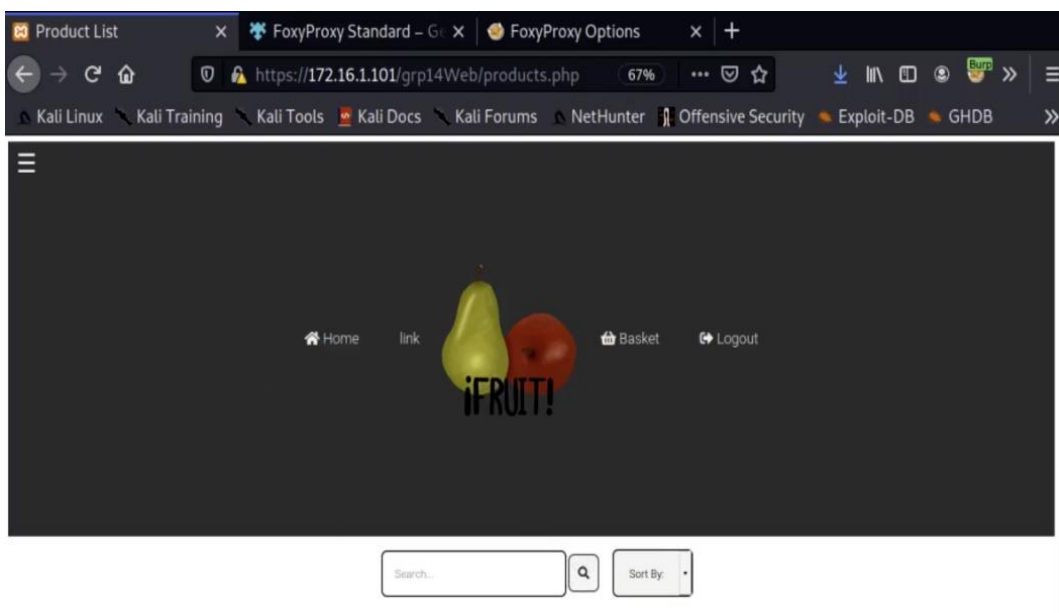 Product List
FoxyProxy Standard – Ge
FoxyProxy Options
https://172.16.1.101/grp14Web/products.php
67%
Burp
Kali Linux
Kali Training
Kali Tools
Kali Docs
Kali Forums
NetHunter
Offensive Security
Exploit-DB
GHDB
Home
link
iFRUIT!
Basket
Logout
Search...
Sort By: